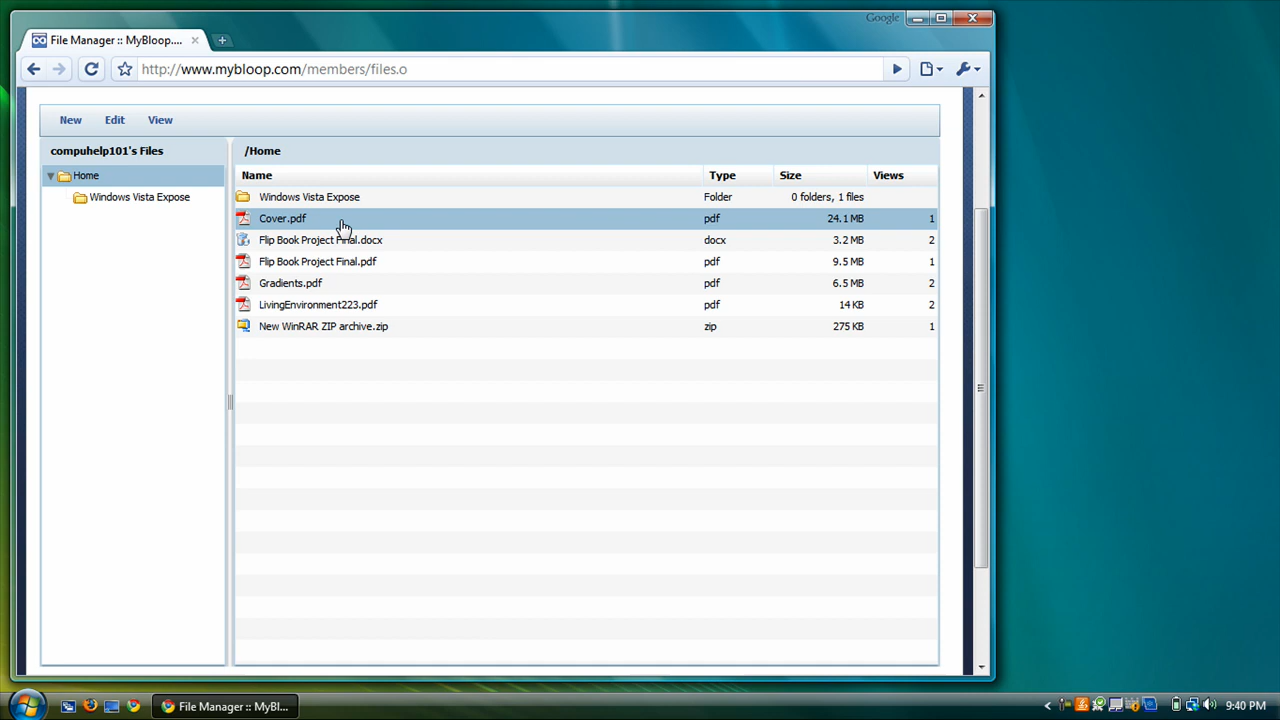 Google
File Manager :: MyBloop....
http://www.mybloop.com/members/files.o
New Edit View
compuhelp101's Files
/Home
Home
Name Type Size Views
Windows Vista Expose
Windows Vista Expose Folder 0 folders, 1 files
Cover.pdf pdf 24.1 MB 1
Flip Book Project Final.docx docx 3.2 MB 2
Flip Book Project Final.pdf pdf 9.5 MB 1
Gradients.pdf pdf 6.5 MB 2
LivingEnvironment223.pdf pdf 14 KB 2
New WinRAR ZIP archive.zip zip 275 KB 1
File Manager :: MyBl...
9:40 PM